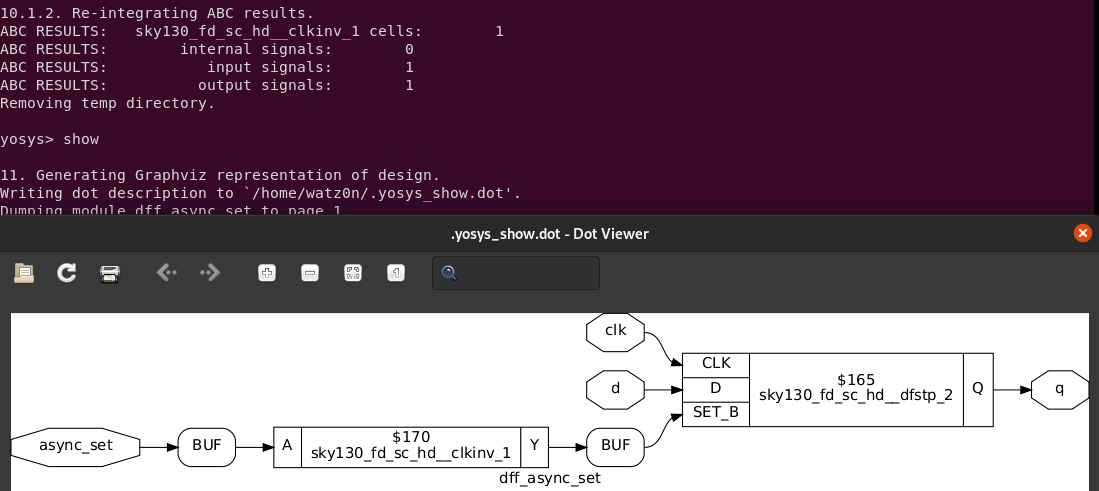 10.1.2. Re-integrating ABC results.
ABC RESULTS:   sky130_fd_sc_hd__clkinv_1 cells:        1
ABC RESULTS:        internal signals:        0
ABC RESULTS:           input signals:        1
ABC RESULTS:          output signals:        1
Removing temp directory.
yosys> show
11. Generating Graphviz representation of design.
Writing dot description to `/home/watz0n/.yosys_show.dot'.
Dumping module dff_async_set to page 1.
.yosys_show.dot - Dot Viewer
clk
CLK
d
D
$165
sky130_fd_sc_hd__dfstp_2
Q
q
SET_B
async_set
BUF
A
$170
sky130_fd_sc_hd__clkinv_1
Y
BUF
dff_async_set